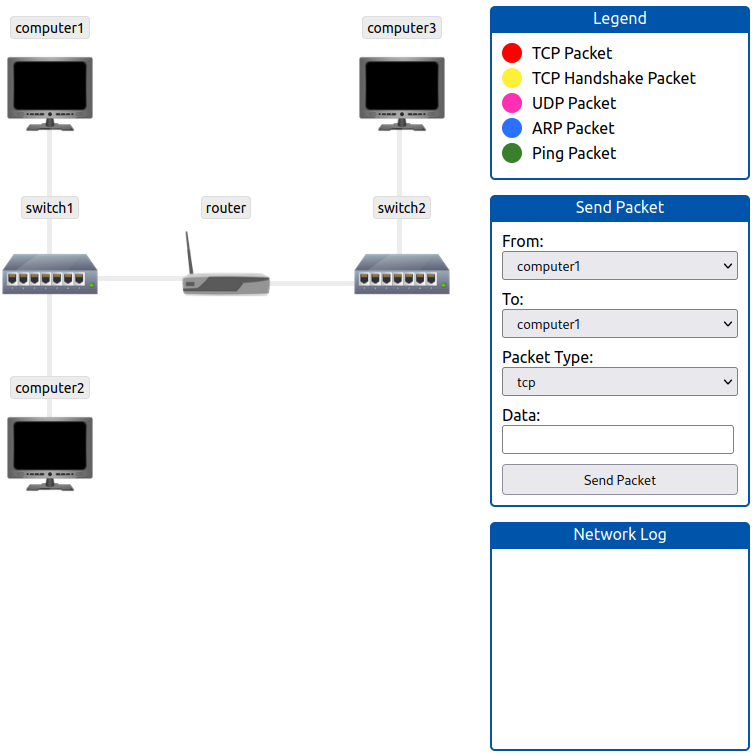 computer1
computer3
switch1
router
switch2
computer2
Legend
TCP Packet
TCP Handshake Packet
UDP Packet
ARP Packet
Ping Packet
Send Packet
From:
computer1
To:
computer1
Packet Type:
tcp
Data:
Send Packet
Network Log